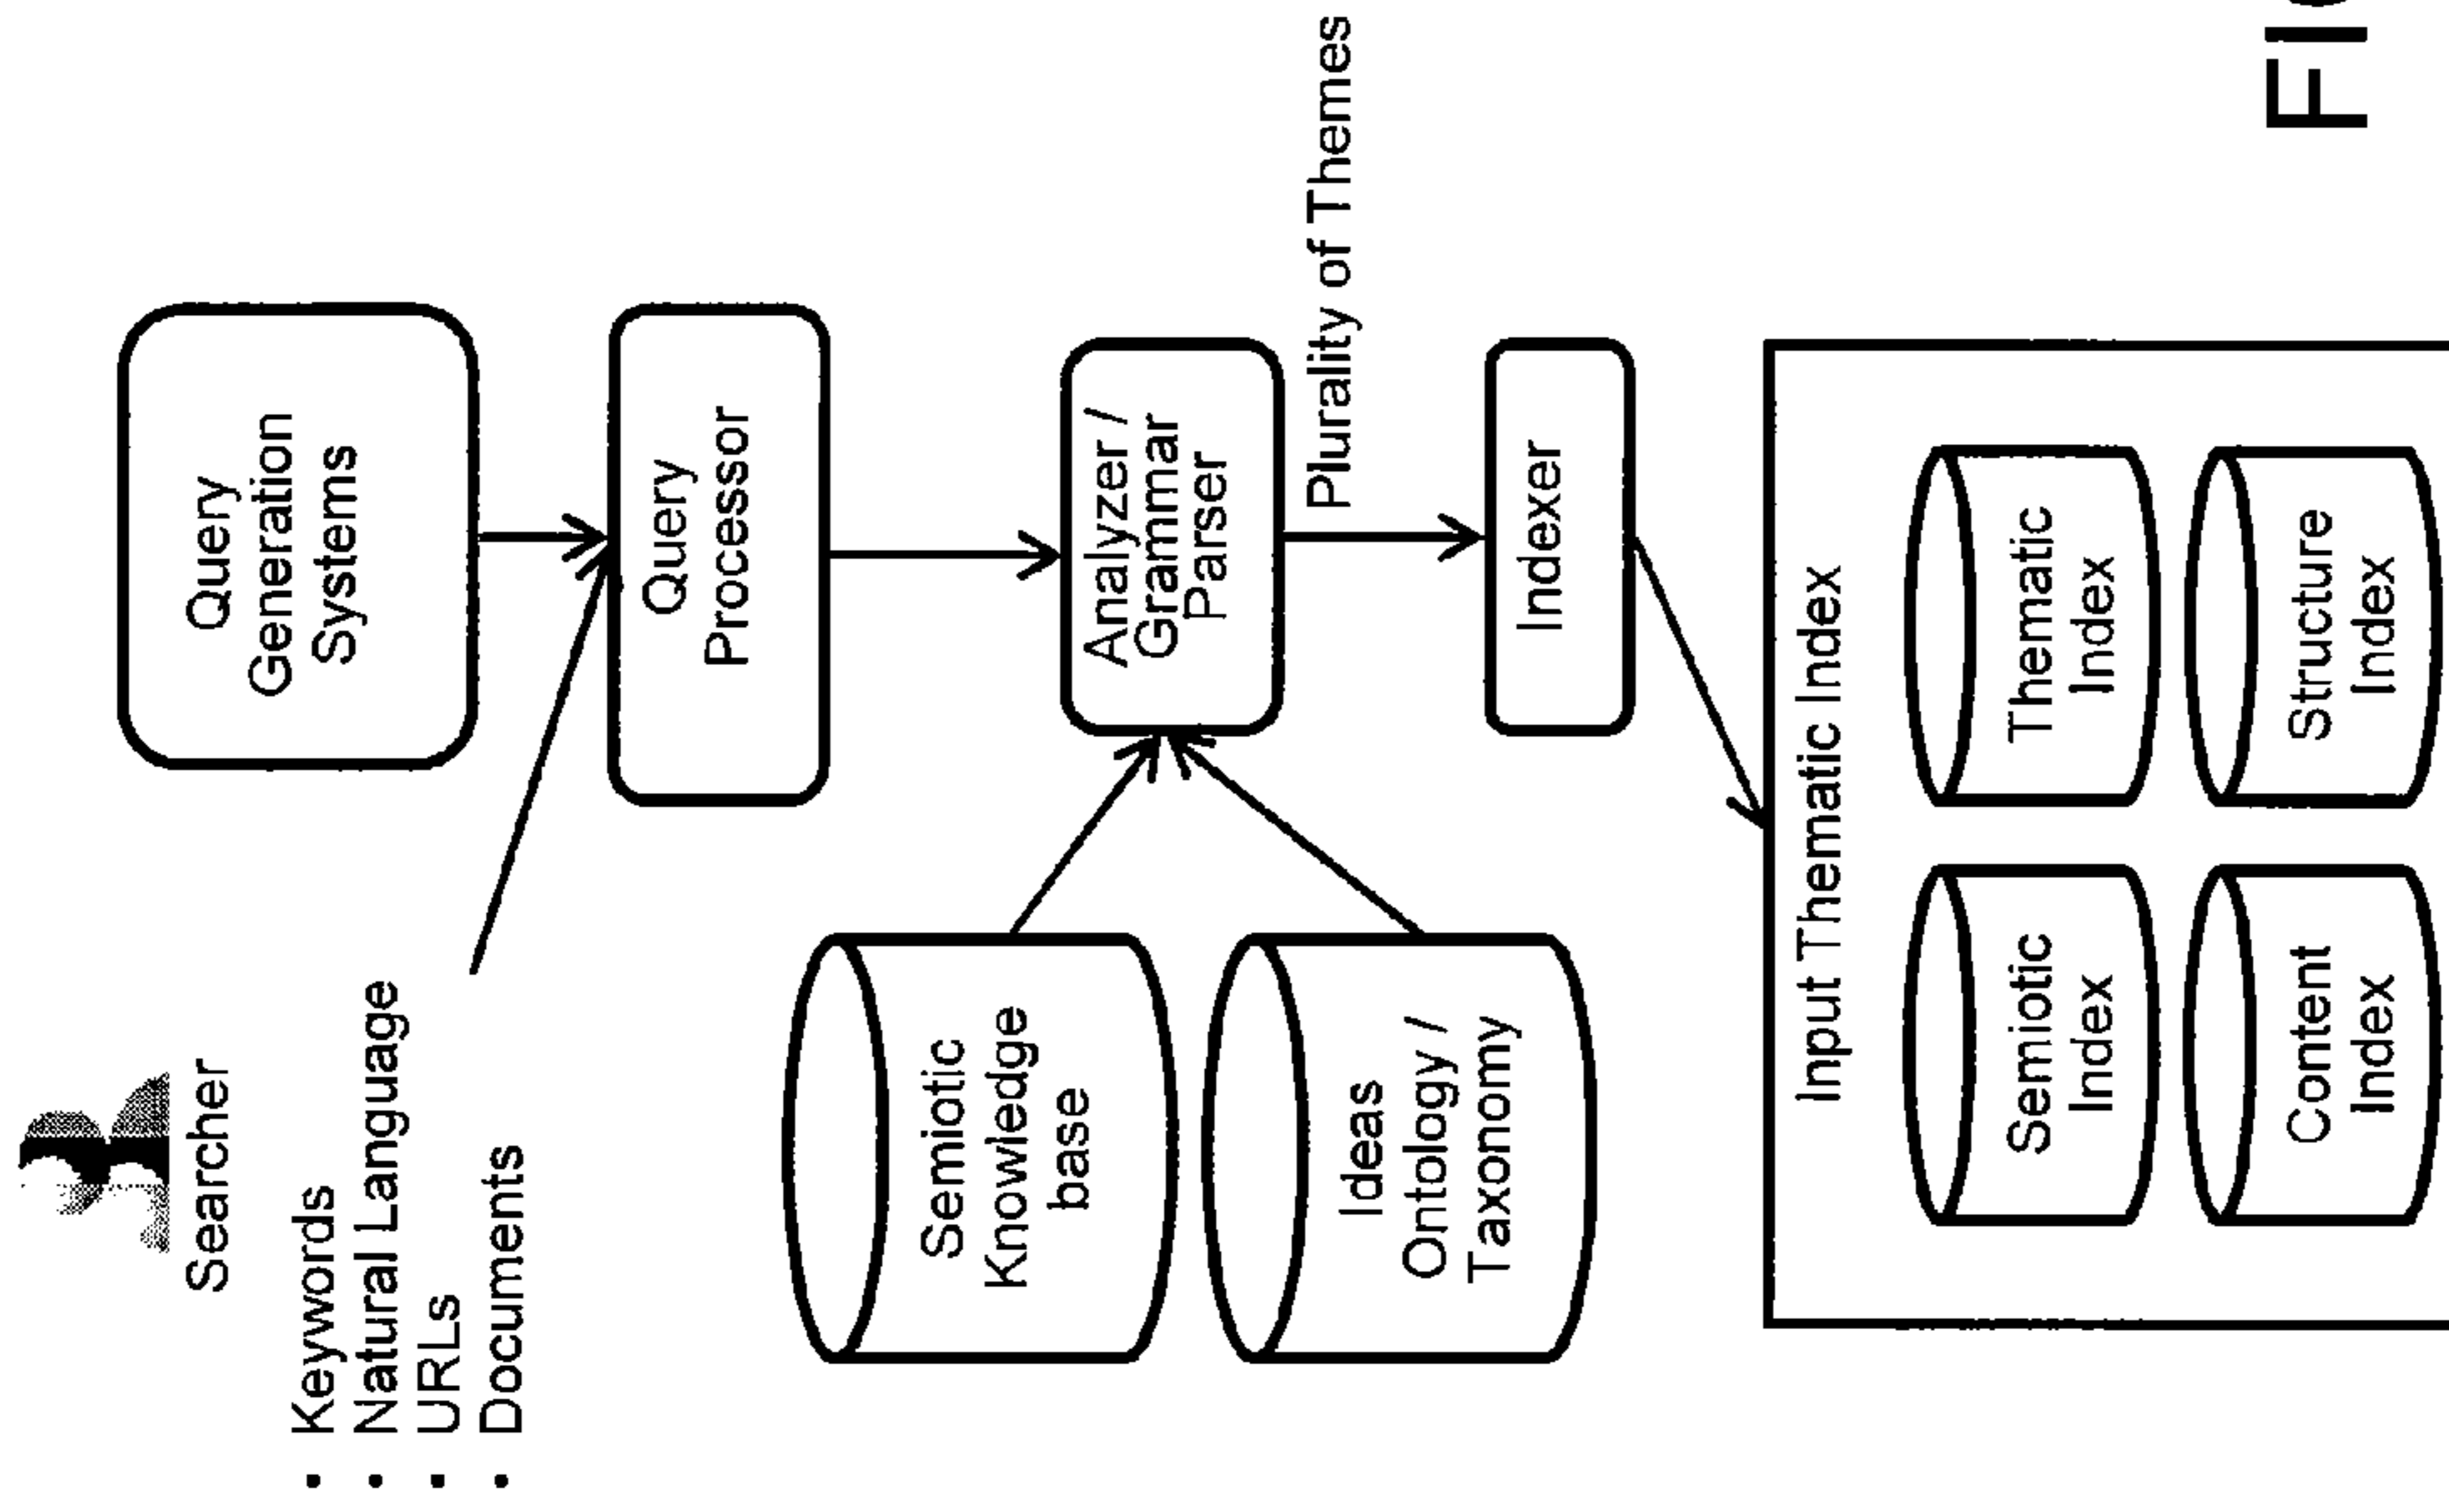 Searcher
• Keywords
• Natural Language
• URLs
• Documents
Query
Generation
Systems
Query
Processor
Semiotic
Knowledge
base
Ideas
Ontology /
Taxonomy
Analyzer /
Grammar
Parser
Plurality of Themes
Indexer
Input Thematic Index
Semiotic
Index
Thematic
Index
Content
Index
Structure
Index